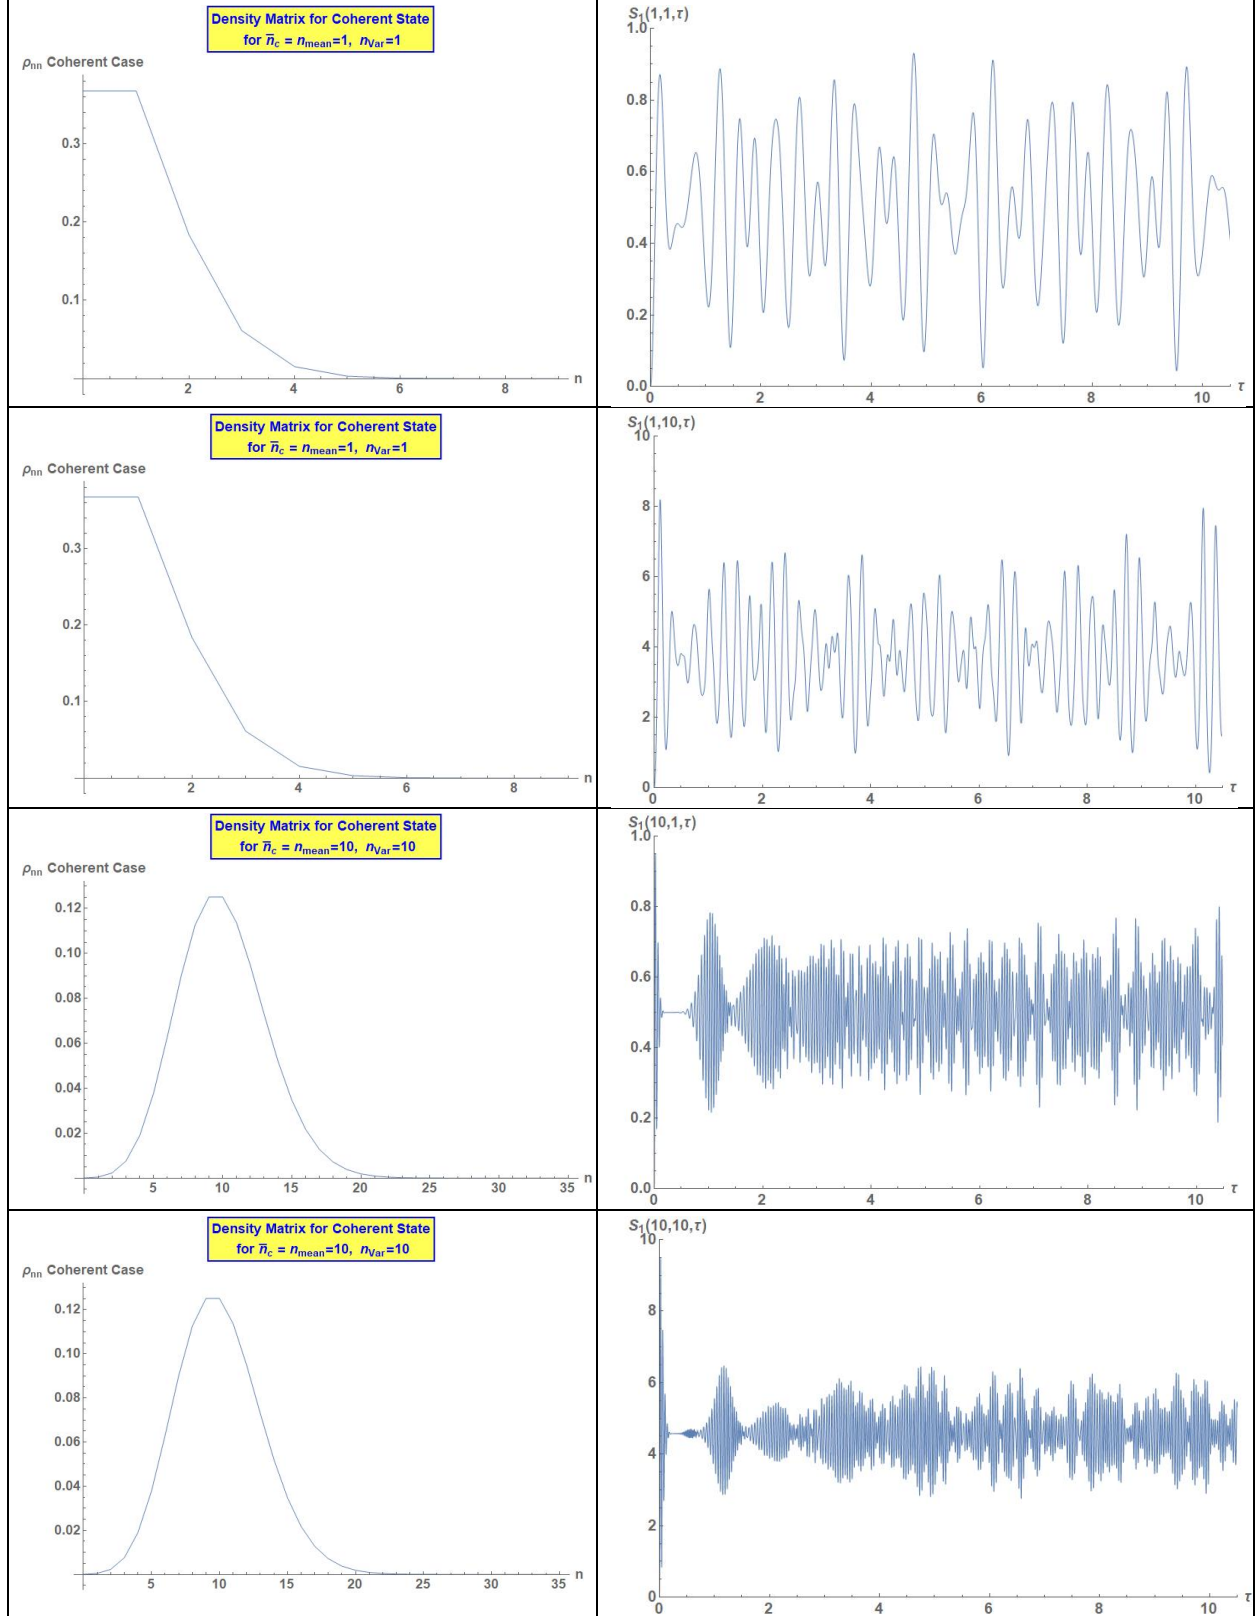 Density Matrix for Coherent State
for n̅c = nmean=1, nVar=1
ρnn Coherent Case
0.3
0.2
0.1
2 4 6 8 n
S1(1,1,τ)
1.0
0.8
0.6
0.4
0.2
0.0
0 2 4 6 8 10 τ
Density Matrix for Coherent State
for n̅c = nmean=1, nVar=1
ρnn Coherent Case
0.3
0.2
0.1
2 4 6 8 n
S1(1,10,τ)
10
8
6
4
2
0
0 2 4 6 8 10 τ
Density Matrix for Coherent State
for n̅c = nmean=10, nVar=10
ρnn Coherent Case
0.12
0.10
0.08
0.06
0.04
0.02
5 10 15 20 25 30 35 n
S1(10,1,τ)
1.0
0.8
0.6
0.4
0.2
0.0
0 2 4 6 8 10 τ
Density Matrix for Coherent State
for n̅c = nmean=10, nVar=10
ρnn Coherent Case
0.12
0.10
0.08
0.06
0.04
0.02
5 10 15 20 25 30 35 n
S1(10,10,τ)
10
8
6
4
2
0
0 2 4 6 8 10 τ